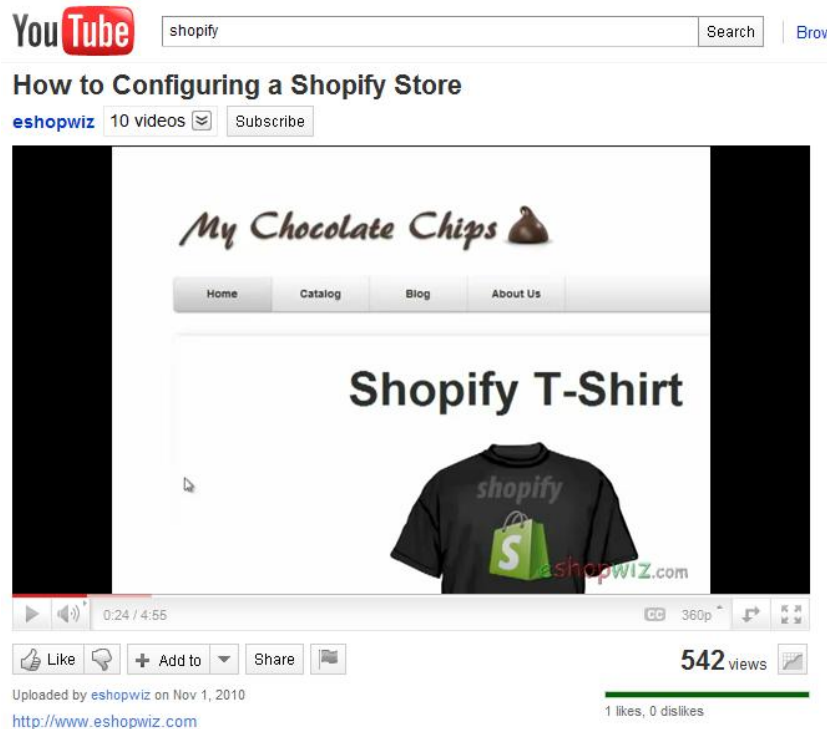 YouTube shopify Search
How to Configuring a Shopify Store
eshopwiz 10 videos Subscribe
My Chocolate Chips
Home Catalog Blog About Us
Shopify T-Shirt
shopify
S
eshopwiz.com
0:24 / 4:55 CC 360p
Like + Add to Share 542 views
Uploaded by eshopwiz on Nov 1, 2010
1 likes, 0 dislikes
http://www.eshopwiz.com